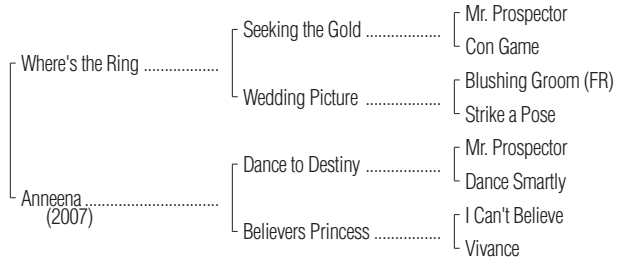 Mr. Prospector
Seeking the Gold ..................
Con Game
Where's the Ring ..................
Blushing Groom (FR)
Wedding Picture ..................
Strike a Pose
Mr. Prospector
Dance to Destiny ..................
Dance Smartly
Anneena ................................
(2007)
I Can't Believe
Believers Princess ................
Vivance